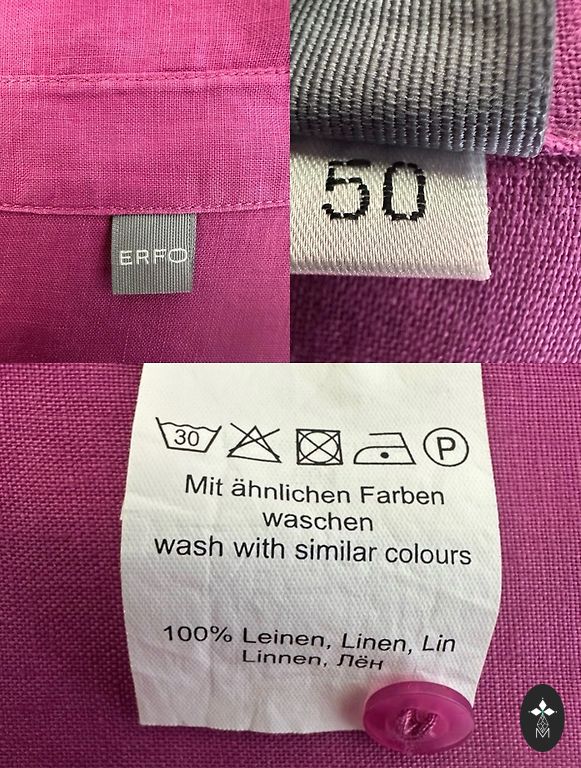 ERFO
50
30
P
Mit ähnlichen Farben
waschen
wash with similar colours
100% Leinen, Linen, Lin
Linnen, Лён
M